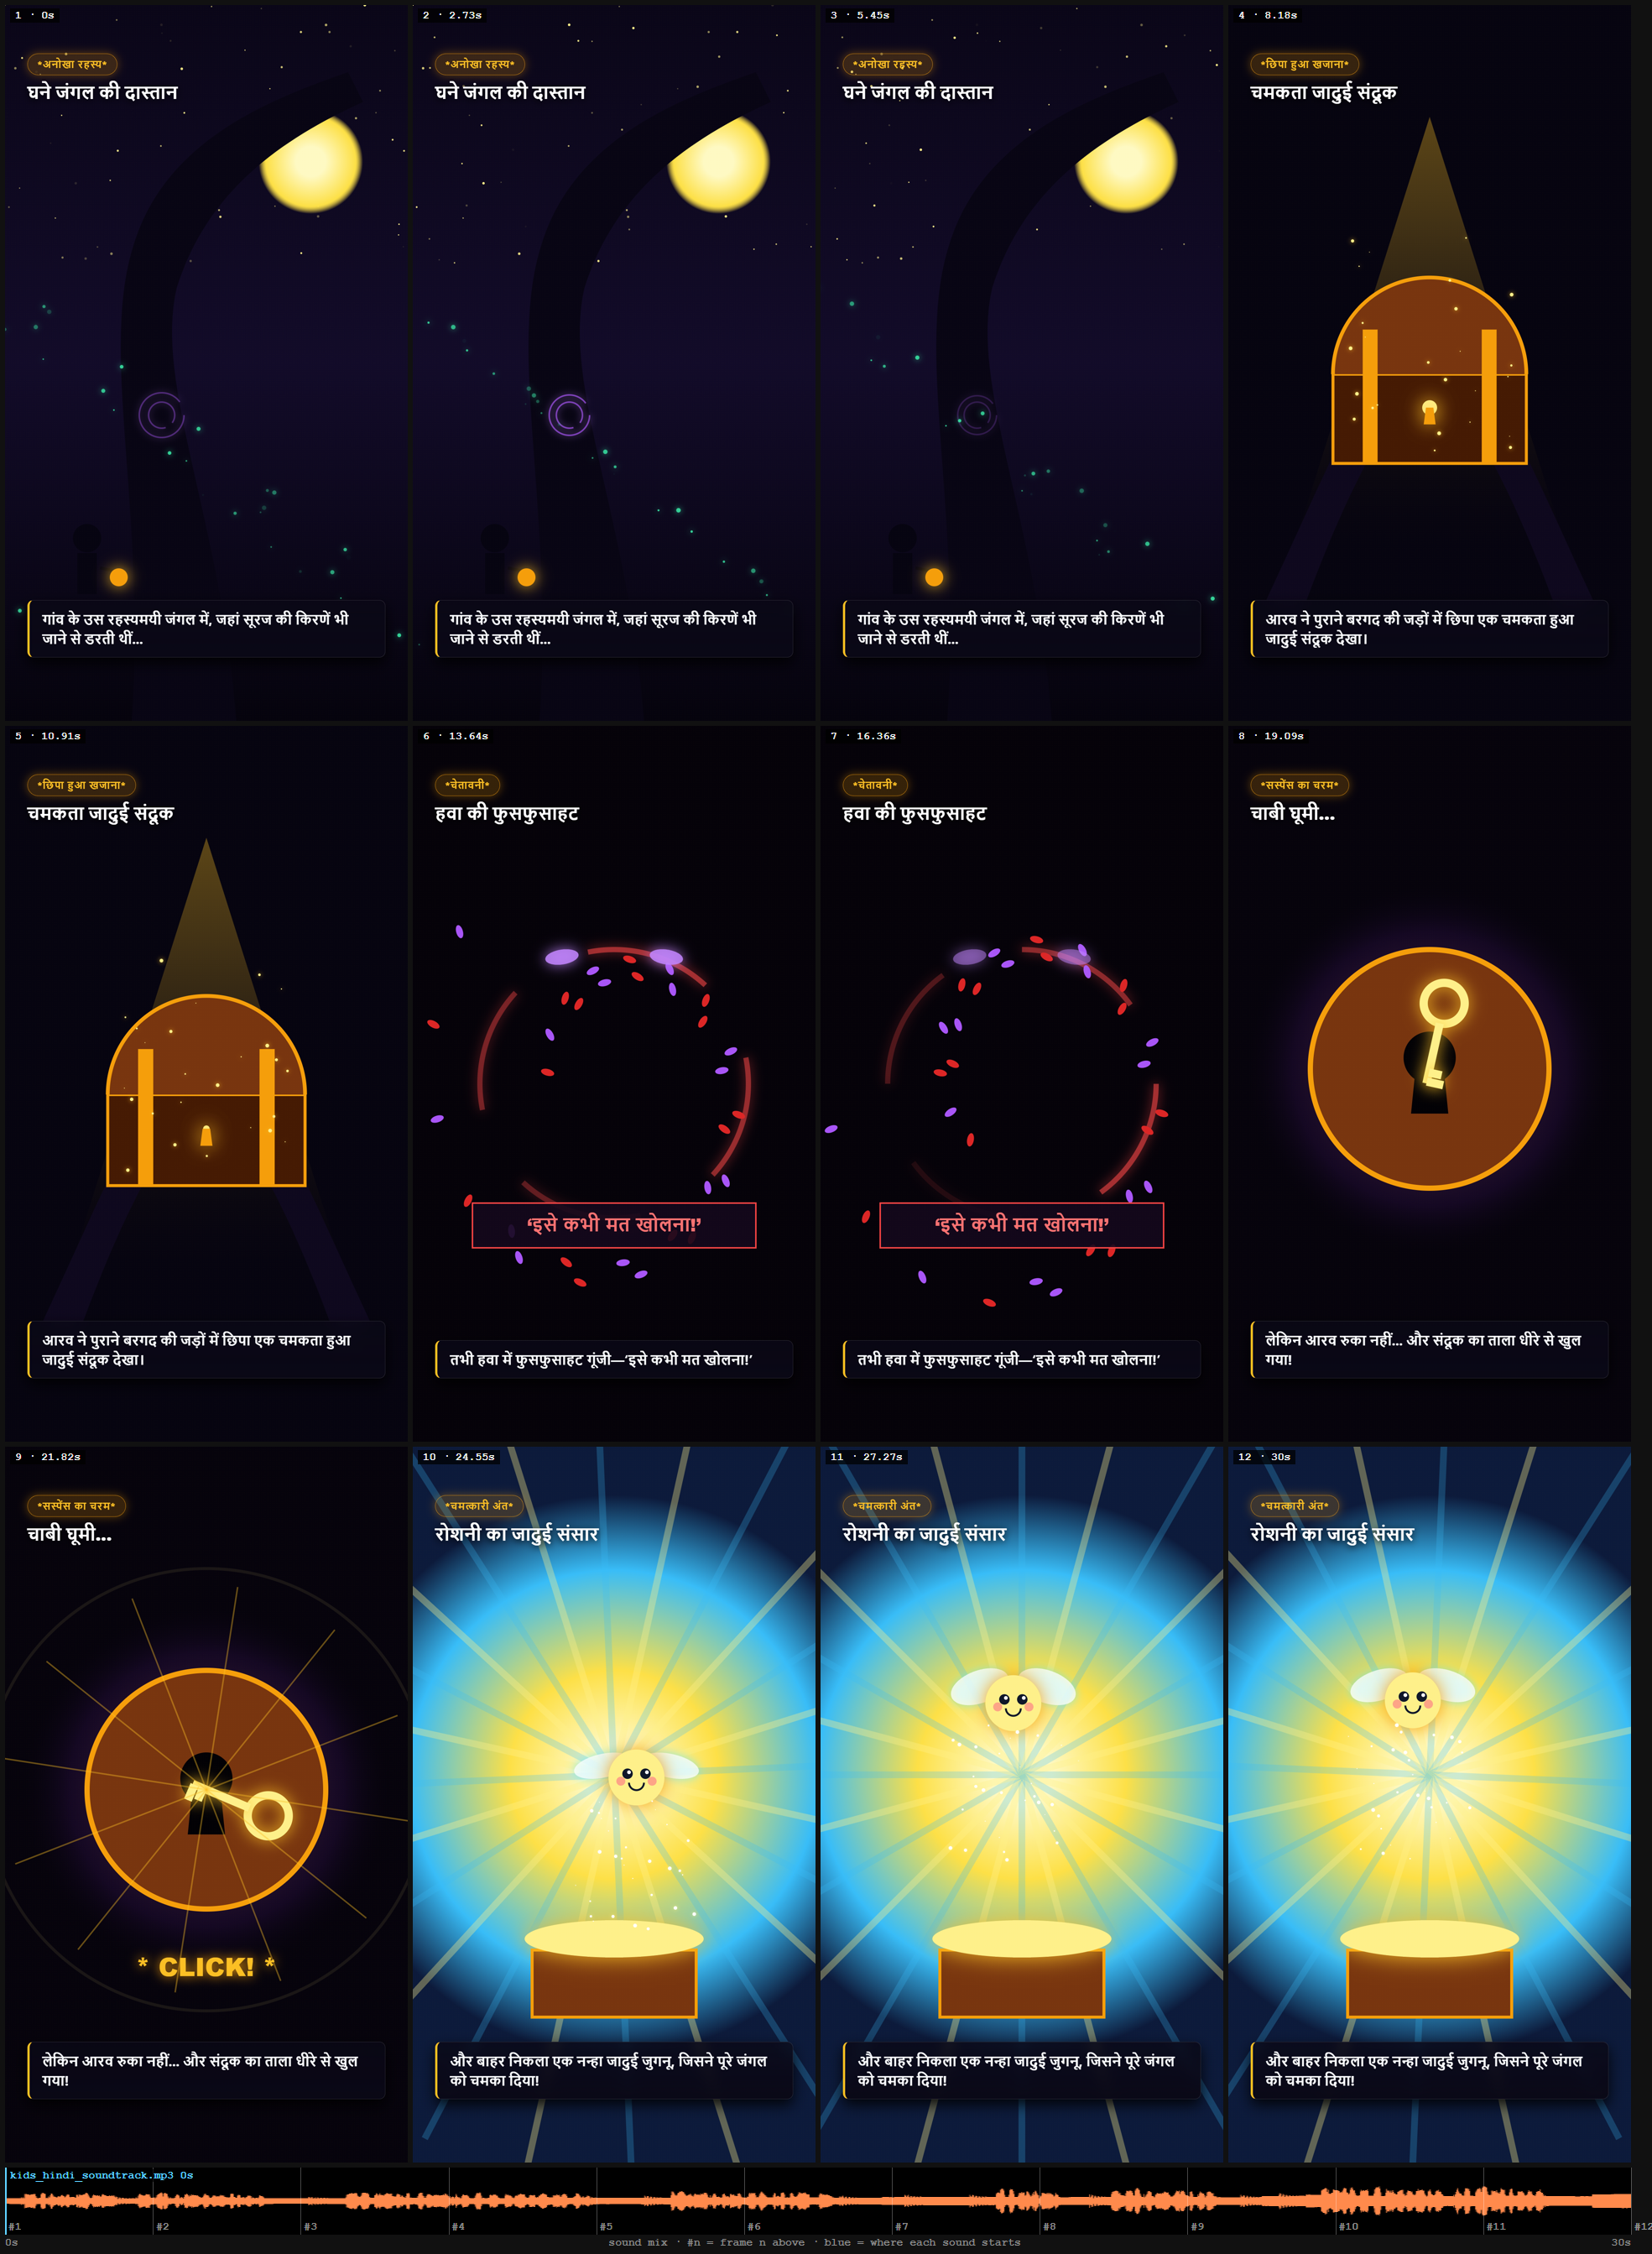 1 · 0s
*अनोखा रहस्य*
घने जंगल की दास्तान
गांव के उस रहस्यमयी जंगल में, जहां सूरज की किरणें भी
जाने से डरती थीं...
2 · 2.73s
*अनोखा रहस्य*
घने जंगल की दास्तान
गांव के उस रहस्यमयी जंगल में, जहां सूरज की किरणें भी
जाने से डरती थीं...
3 · 5.45s
*अनोखा रहस्य*
घने जंगल की दास्तान
गांव के उस रहस्यमयी जंगल में, जहां सूरज की किरणें भी
जाने से डरती थीं...
4 · 8.18s
*छिपा हुआ खजाना*
चमकता जादुई संदूक
आरव ने पुराने बरगद की जड़ों में छिपा एक चमकता हुआ
जादुई संदूक देखा।
5 · 10.91s
*छिपा हुआ खजाना*
चमकता जादुई संदूक
आरव ने पुराने बरगद की जड़ों में छिपा एक चमकता हुआ
जादुई संदूक देखा।
6 · 13.64s
*चेतावनी*
हवा की फुसफुसाहट
‘इसे कभी मत खोलना!’
तभी हवा में फुसफुसाहट गूंजी—‘इसे कभी मत खोलना!’
7 · 16.36s
*चेतावनी*
हवा की फुसफुसाहट
‘इसे कभी मत खोलना!’
तभी हवा में फुसफुसाहट गूंजी—‘इसे कभी मत खोलना!’
8 · 19.09s
*सस्पेंस का चरम*
चाबी घूमी...
लेकिन आरव रुका नहीं... और संदूक का ताला धीरे से खुल
गया!
9 · 21.82s
*सस्पेंस का चरम*
चाबी घूमी...
* CLICK! *
लेकिन आरव रुका नहीं... और संदूक का ताला धीरे से खुल
गया!
10 · 24.55s
*चमत्कारी अंत*
रोशनी का जादुई संसार
और बाहर निकला एक नन्हा जादुई जुगनू, जिसने पूरे जंगल
को चमका दिया!
11 · 27.27s
*चमत्कारी अंत*
रोशनी का जादुई संसार
और बाहर निकला एक नन्हा जादुई जुगनू, जिसने पूरे जंगल
को चमका दिया!
12 · 30s
*चमत्कारी अंत*
रोशनी का जादुई संसार
और बाहर निकला एक नन्हा जादुई जुगनू, जिसने पूरे जंगल
को चमका दिया!
kids_hindi_soundtrack.mp3 0s
#1 #2 #3 #4 #5 #6 #7 #8 #9 #10 #11 #12
0s sound mix · #n = frame n above · blue = where each sound starts 30s